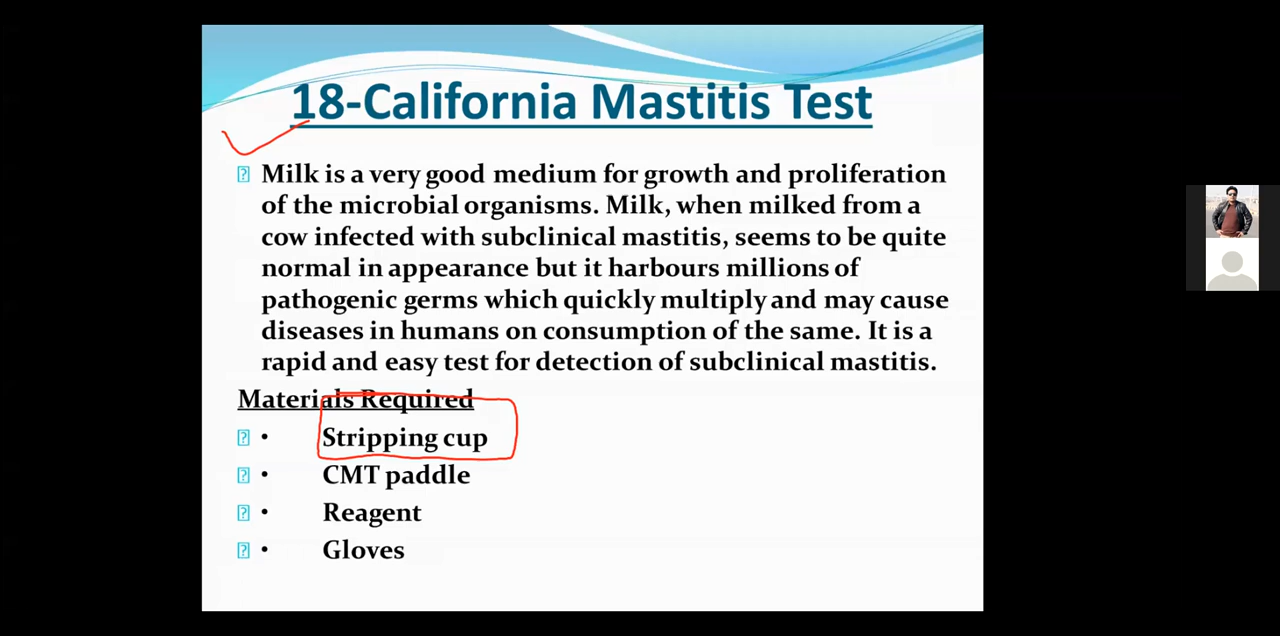 18-California Mastitis Test
Milk is a very good medium for growth and proliferation
of the microbial organisms. Milk, when milked from a
cow infected with subclinical mastitis, seems to be quite
normal in appearance but it harbours millions of
pathogenic germs which quickly multiply and may cause
diseases in humans on consumption of the same. It is a
rapid and easy test for detection of subclinical mastitis.
Materials Required
• Stripping cup
• CMT paddle
• Reagent
• Gloves